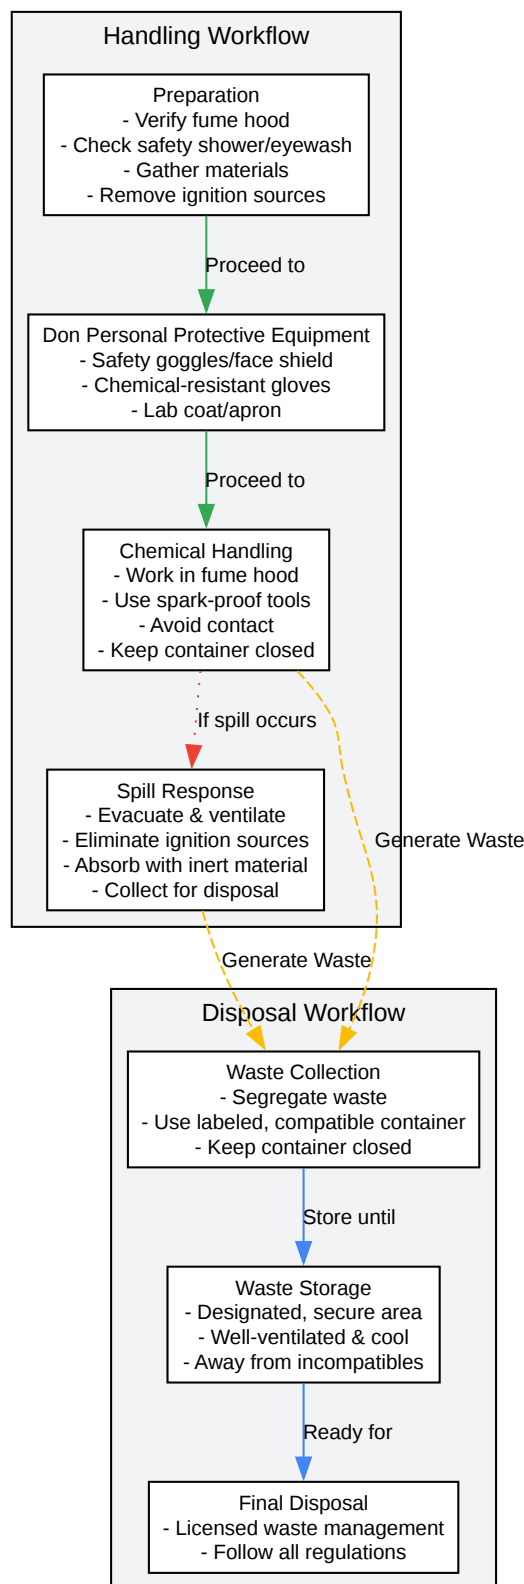 Handling Workflow
Preparation
- Verify fume hood
- Check safety shower/eyewash
- Gather materials
- Remove ignition sources
Proceed to
Don Personal Protective Equipment
- Safety goggles/face shield
- Chemical-resistant gloves
- Lab coat/apron
Proceed to
Chemical Handling
- Work in fume hood
- Use spark-proof tools
- Avoid contact
- Keep container closed
If spill occurs
Spill Response
- Evacuate & ventilate
- Eliminate ignition sources
- Absorb with inert material
- Collect for disposal
Generate Waste
Generate Waste
Disposal Workflow
Waste Collection
- Segregate waste
- Use labeled, compatible container
- Keep container closed
Store until
Waste Storage
- Designated, secure area
- Well-ventilated & cool
- Away from incompatibles
Ready for
Final Disposal
- Licensed waste management
- Follow all regulations